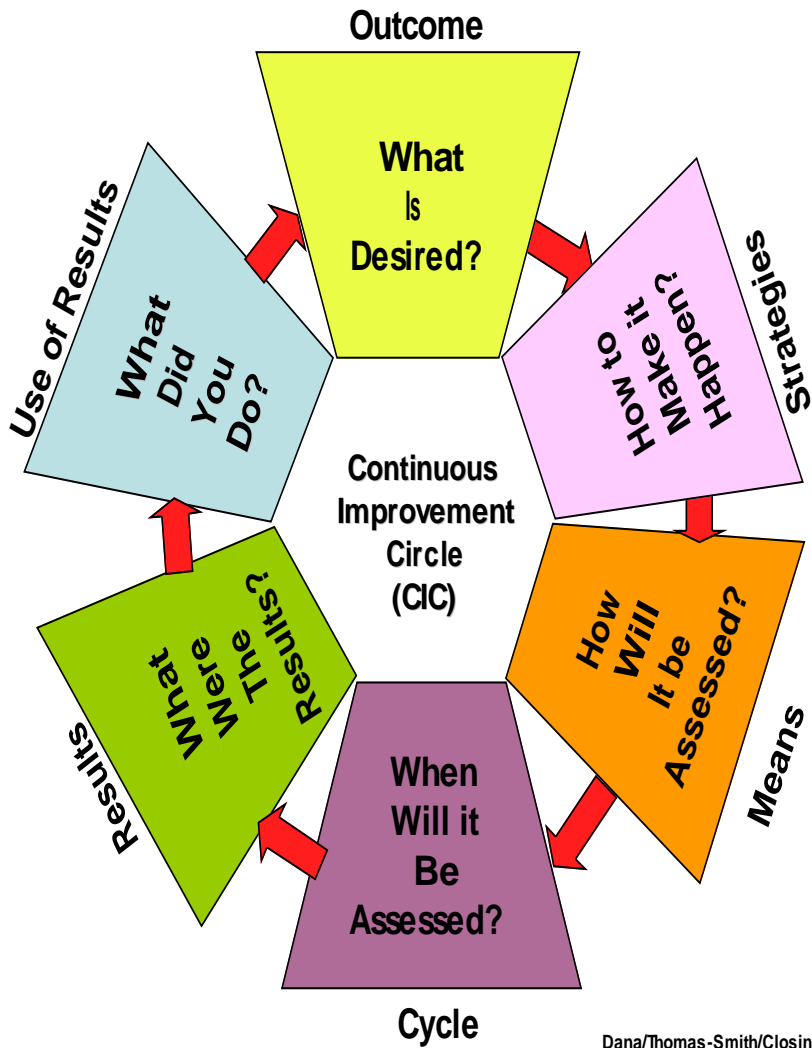 Outcome
What
Is
Desired?
Strategies
How to
Make it
Happen?
Means
How
Will
It be
Assessed?
Cycle
When
Will it
Be
Assessed?
Results
What
Were
The
Results?
Use of Results
What
Did
You
Do?
Continuous
Improvement
Circle
(CIC)
Dana/Thomas-Smith/Closin